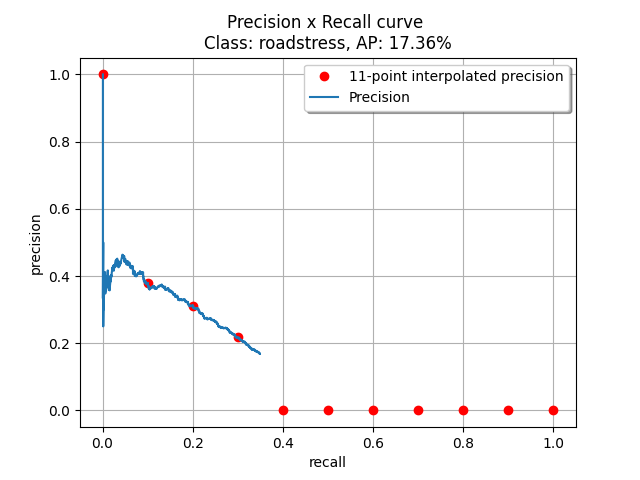 Precision x Recall curve
Class: roadstress, AP: 17.36%
11-point interpolated precision
Precision
precision
1.0
0.8
0.6
0.4
0.2
0.0
0.0 0.2 0.4 0.6 0.8 1.0
recall